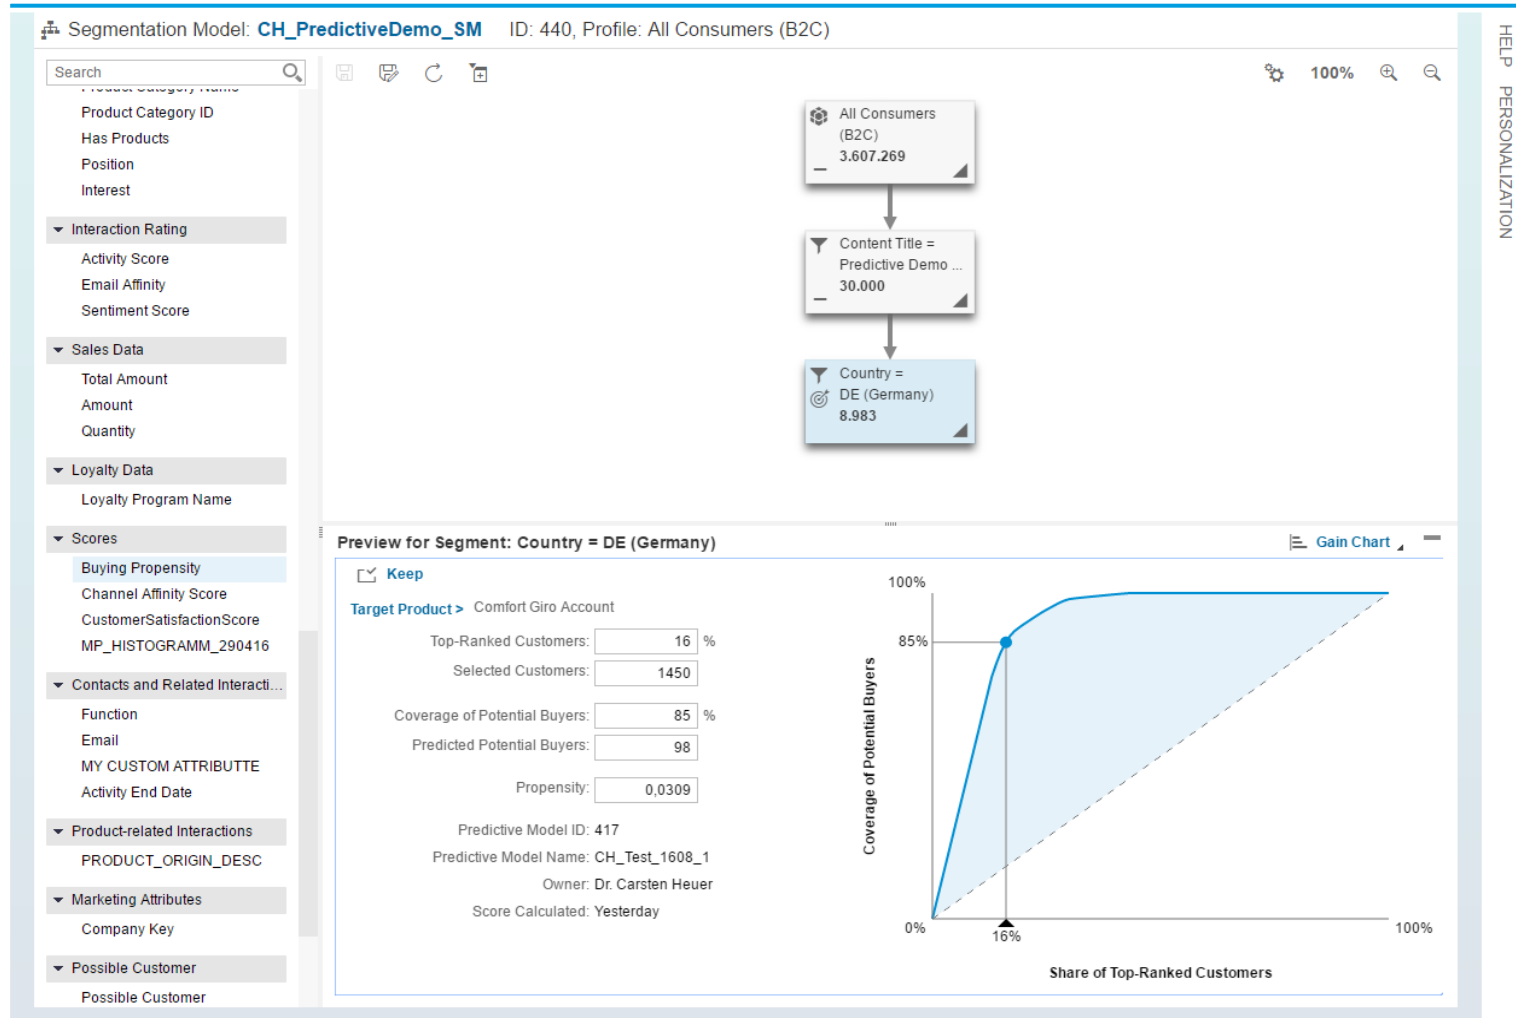 Segmentation Model: CH_PredictiveDemo_SM ID: 440, Profile: All Consumers (B2C)
HELP PERSONALIZATION
Search
100%
Product Category Name
Product Category ID
Has Products
Position
Interest
Interaction Rating
Activity Score
Email Affinity
Sentiment Score
Sales Data
Total Amount
Amount
Quantity
Loyalty Data
Loyalty Program Name
Scores
Buying Propensity
Channel Affinity Score
CustomerSatisfactionScore
MP_HISTOGRAMM_290416
Contacts and Related Interacti...
Function
Email
MY CUSTOM ATTRIBUTTE
Activity End Date
Product-related Interactions
PRODUCT_ORIGIN_DESC
Marketing Attributes
Company Key
Possible Customer
Possible Customer
All Consumers
(B2C)
3.607.269
Content Title =
Predictive Demo ...
30.000
Country =
DE (Germany)
8.983
Preview for Segment: Country = DE (Germany)
Gain Chart
Keep
Target Product > Comfort Giro Account
Top-Ranked Customers: 16 %
Selected Customers: 1450
Coverage of Potential Buyers: 85 %
Predicted Potential Buyers: 98
Propensity: 0,0309
Predictive Model ID: 417
Predictive Model Name: CH_Test_1608_1
Owner: Dr. Carsten Heuer
Score Calculated: Yesterday
100%
85%
Coverage of Potential Buyers
0%
16%
100%
Share of Top-Ranked Customers